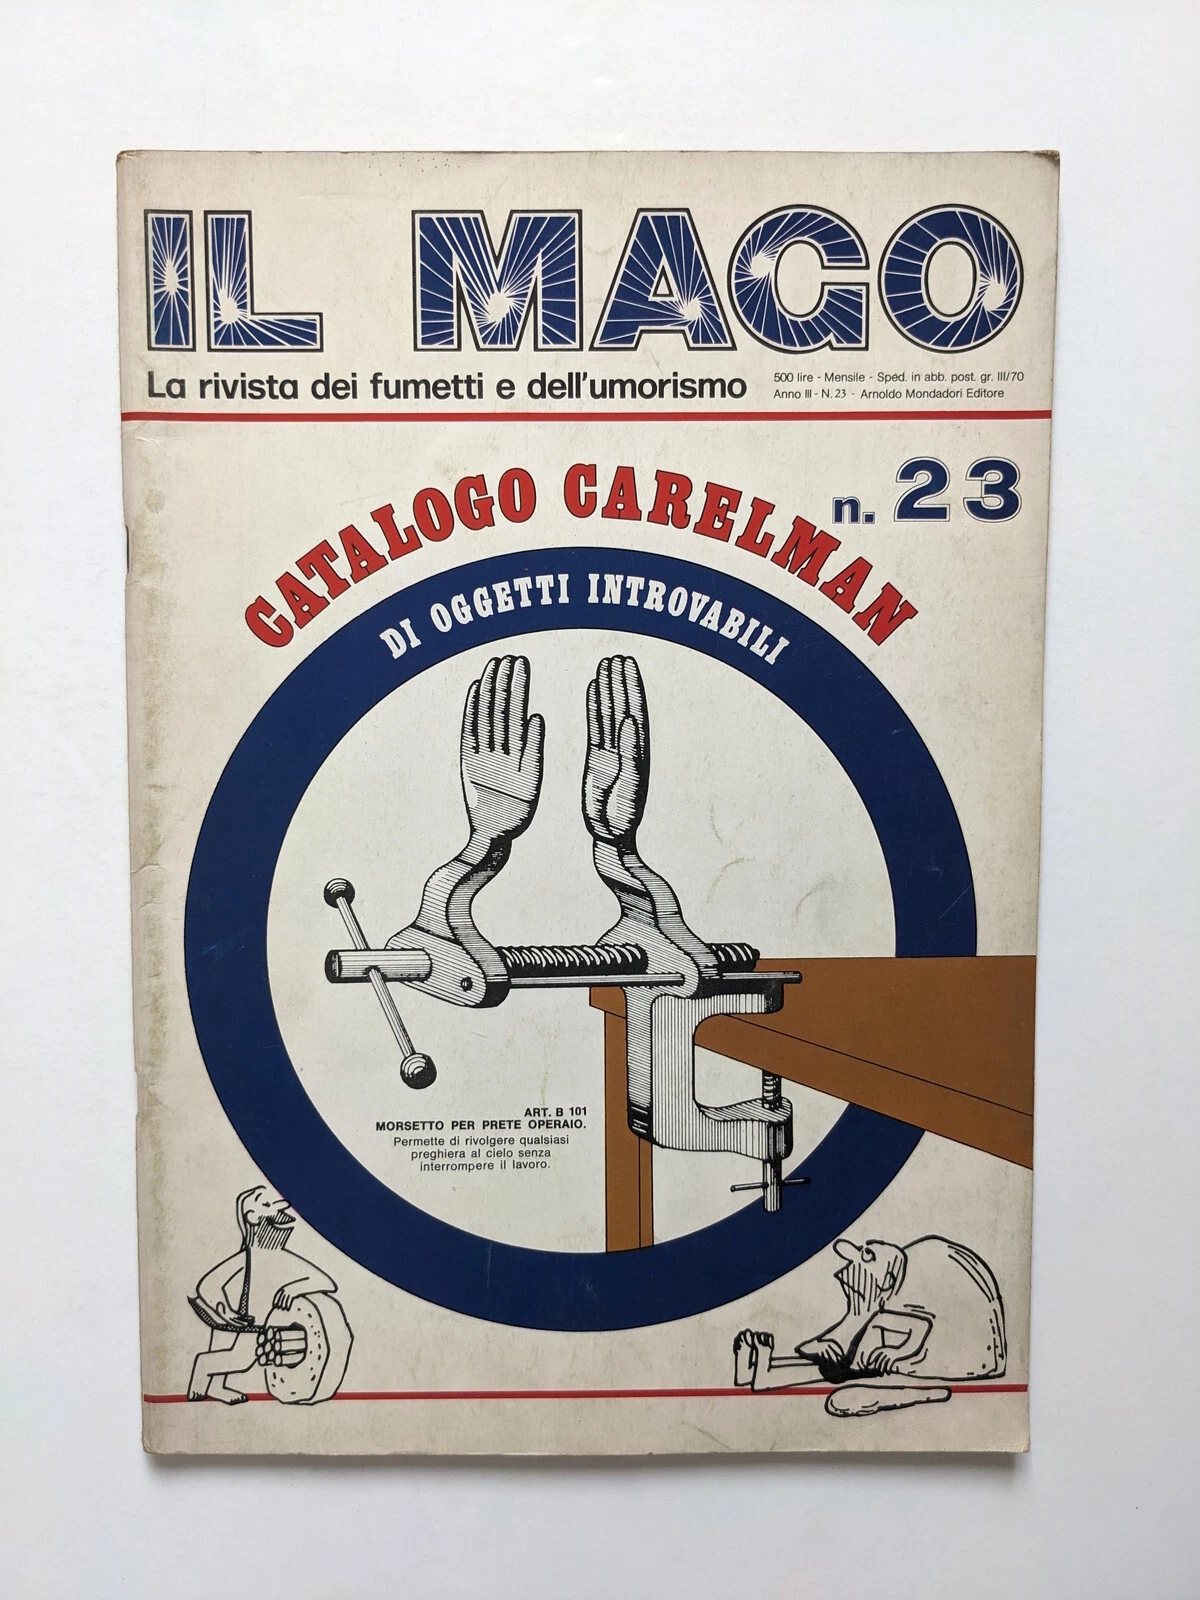 IL MAGO
La rivista dei fumetti e dell'umorismo
500 lire - Mensile - Sped. in abb. post. gr. III/70
Anno III - N. 23 - Arnoldo Mondadori Editore
n. 23
CATALOGO CARELMAN
DI OGGETTI INTROVABILI
ART. B 101
MORSETTO PER PRETE OPERAIO.
Permette di rivolgere qualsiasi
preghiera al cielo senza
interrompere il lavoro.